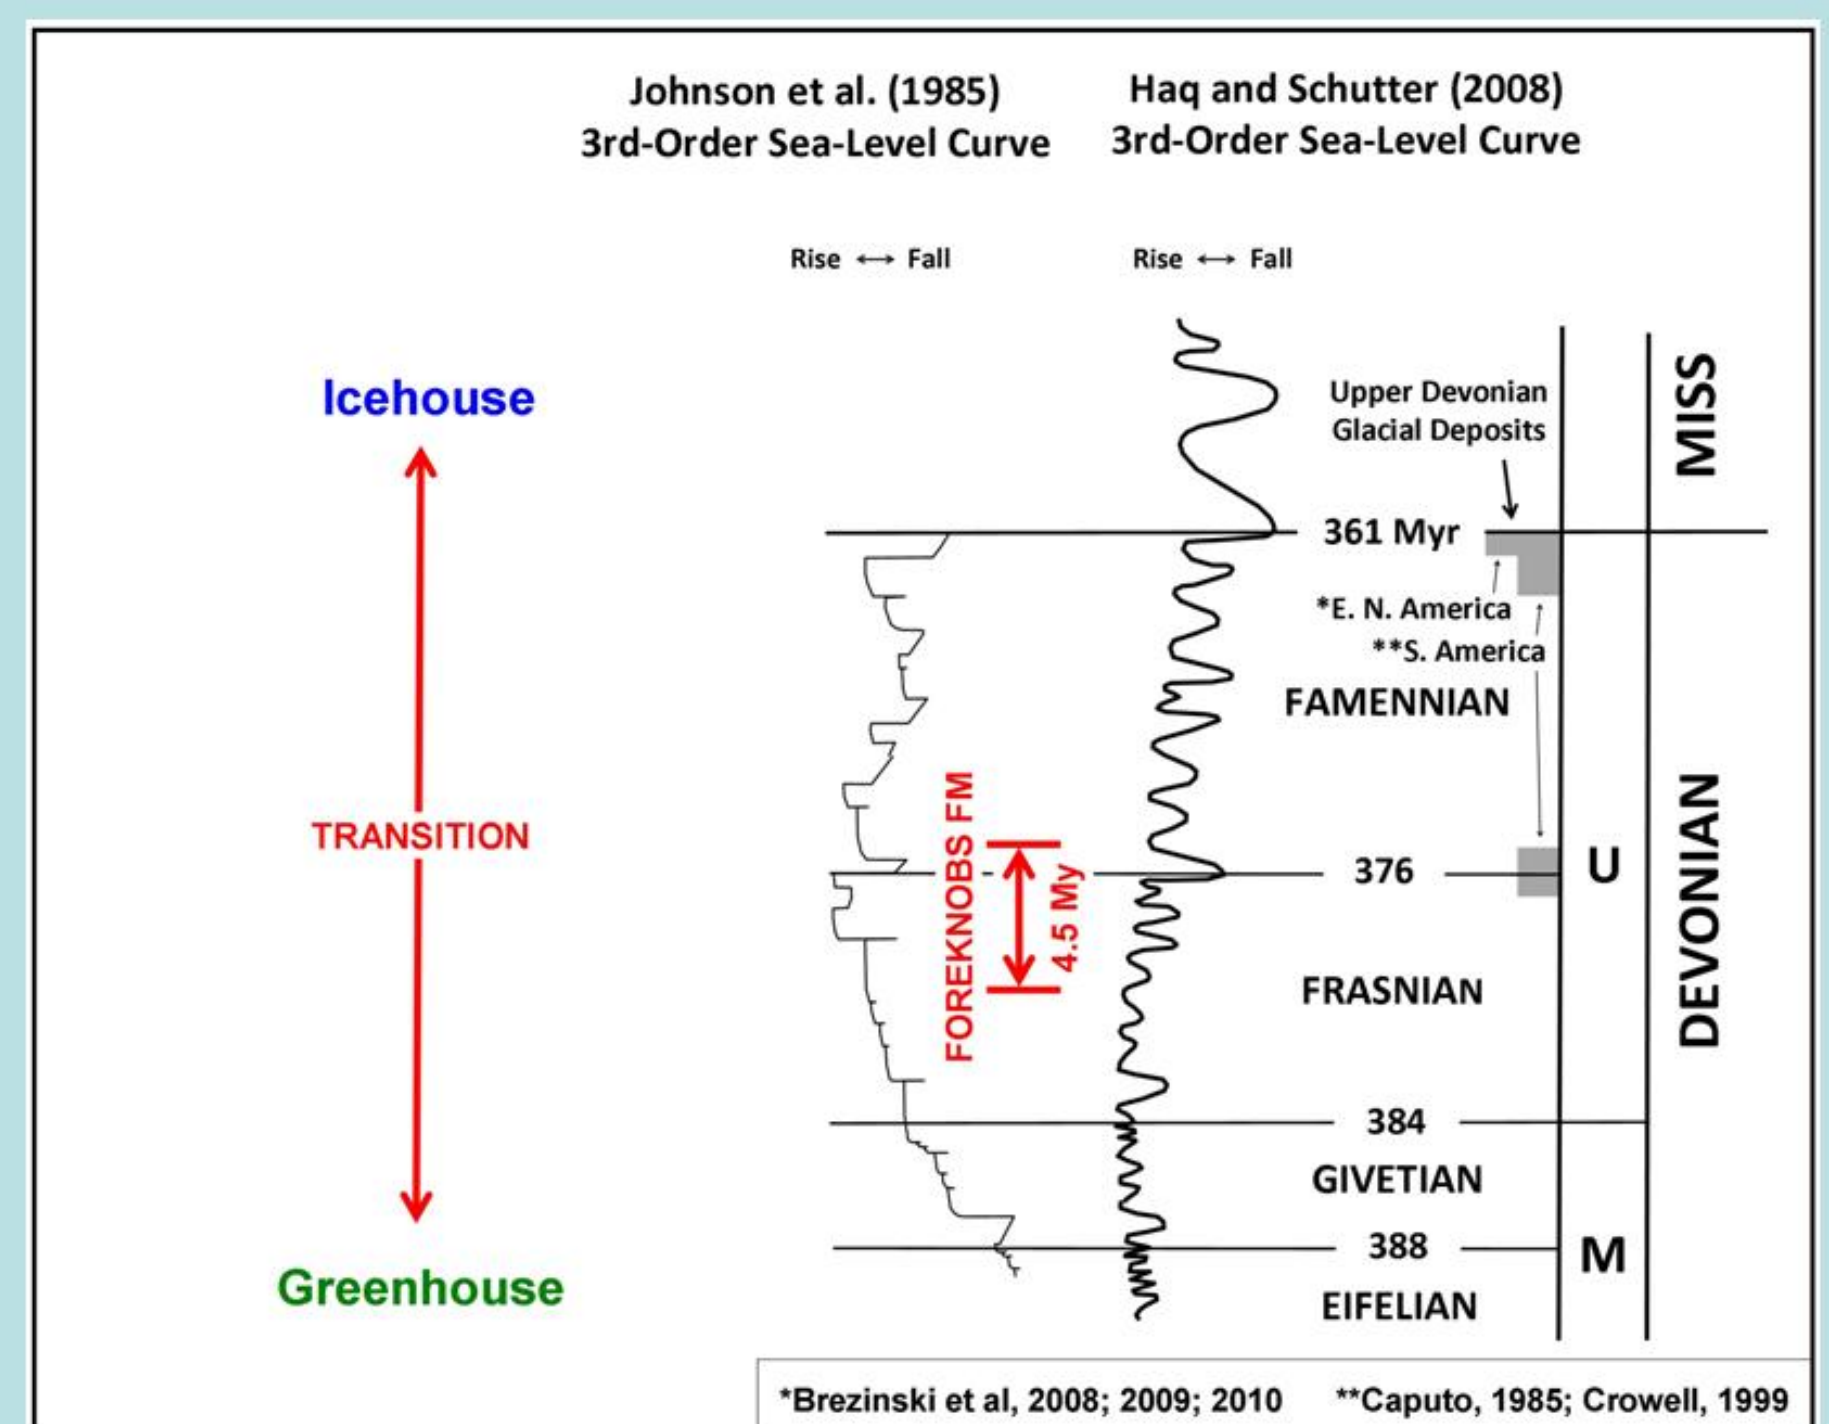 Johnson et al. (1985)
3rd-Order Sea-Level Curve
Haq and Schutter (2008)
3rd-Order Sea-Level Curve
Rise ↔ Fall
Rise ↔ Fall
Icehouse
TRANSITION
Greenhouse
FOREKNOBS FM
4.5 My
Upper Devonian
Glacial Deposits
361 Myr
*E. N. America
**S. America
FAMENNIAN
376
FRASNIAN
384
GIVETIAN
388
EIFELIAN
U
M
MISS
DEVONIAN
*Brezinski et al, 2008; 2009; 2010
**Caputo, 1985; Crowell, 1999